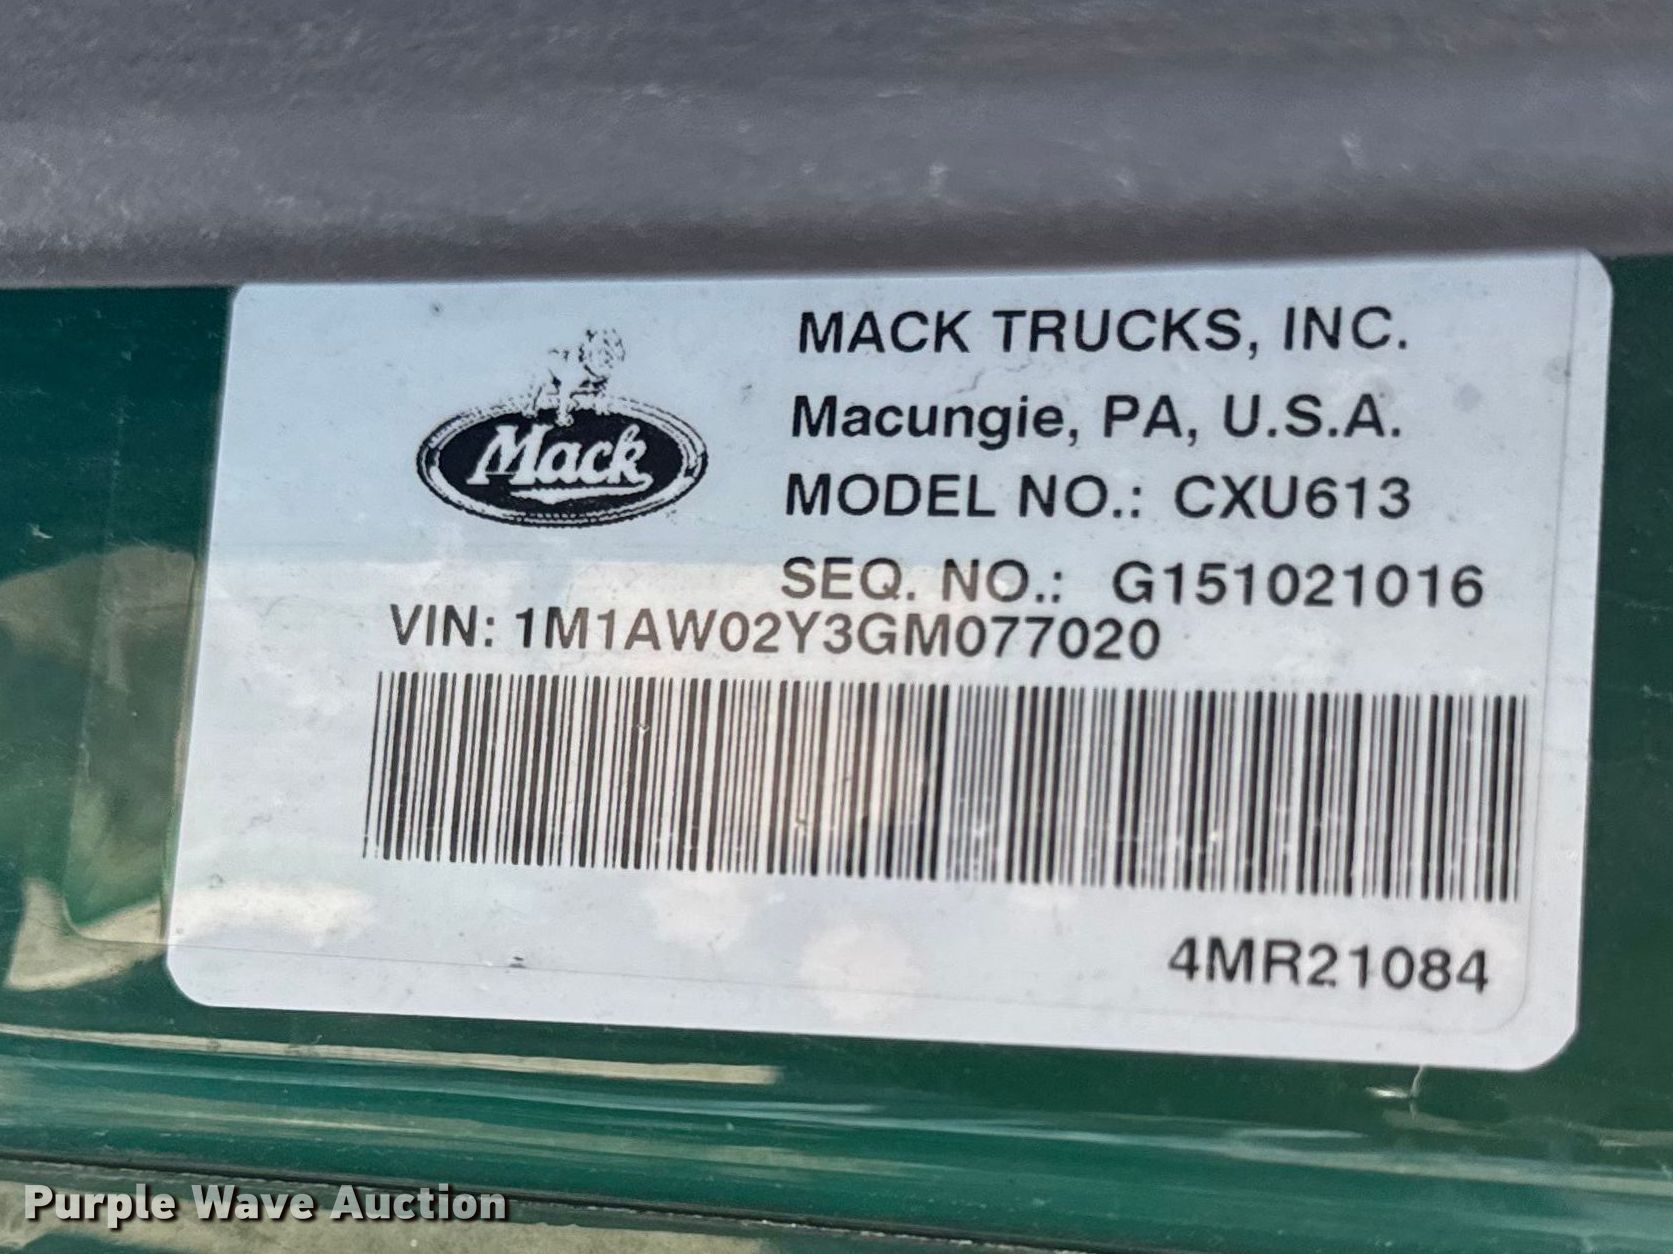 MACK TRUCKS, INC.
Mack
Macungie, PA, U.S.A.
MODEL NO.: CXU613
SEQ. NO.: G151021016
VIN: 1M1AW02Y3GM077020
4MR21084
Purple Wave Auction